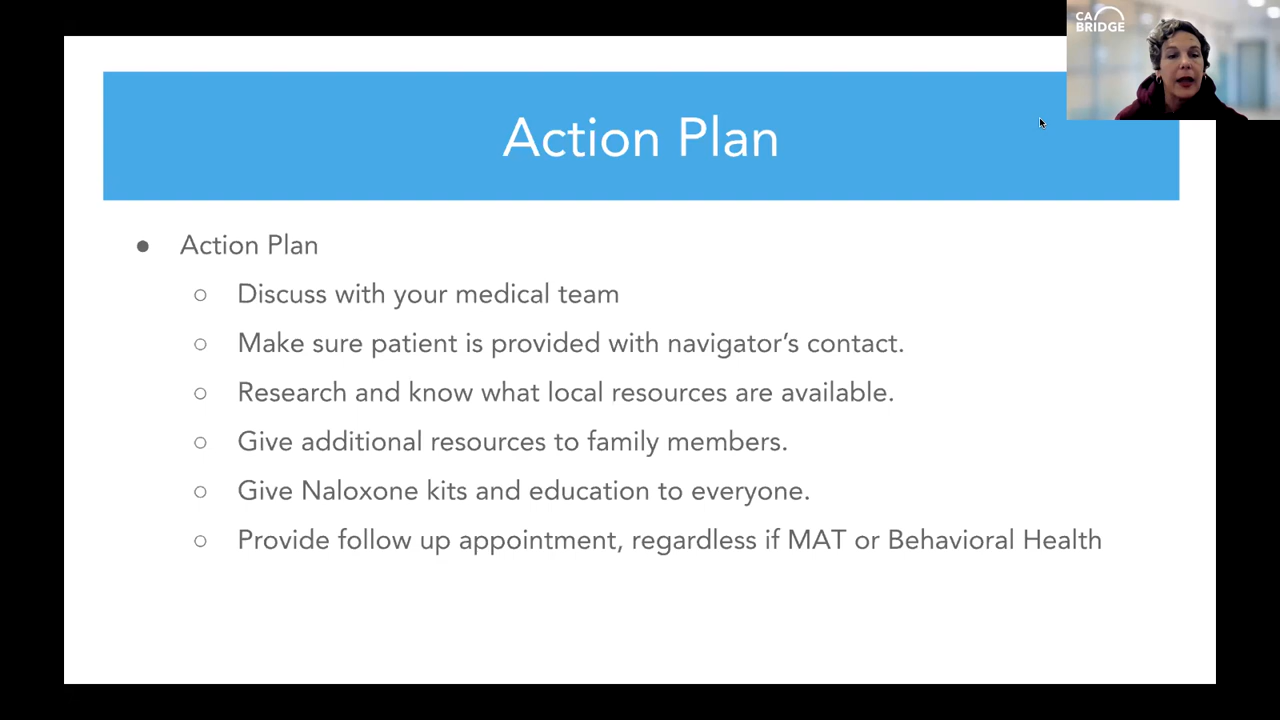 CA
BRIDGE
Action Plan
● Action Plan
○ Discuss with your medical team
○ Make sure patient is provided with navigator’s contact.
○ Research and know what local resources are available.
○ Give additional resources to family members.
○ Give Naloxone kits and education to everyone.
○ Provide follow up appointment, regardless if MAT or Behavioral Health